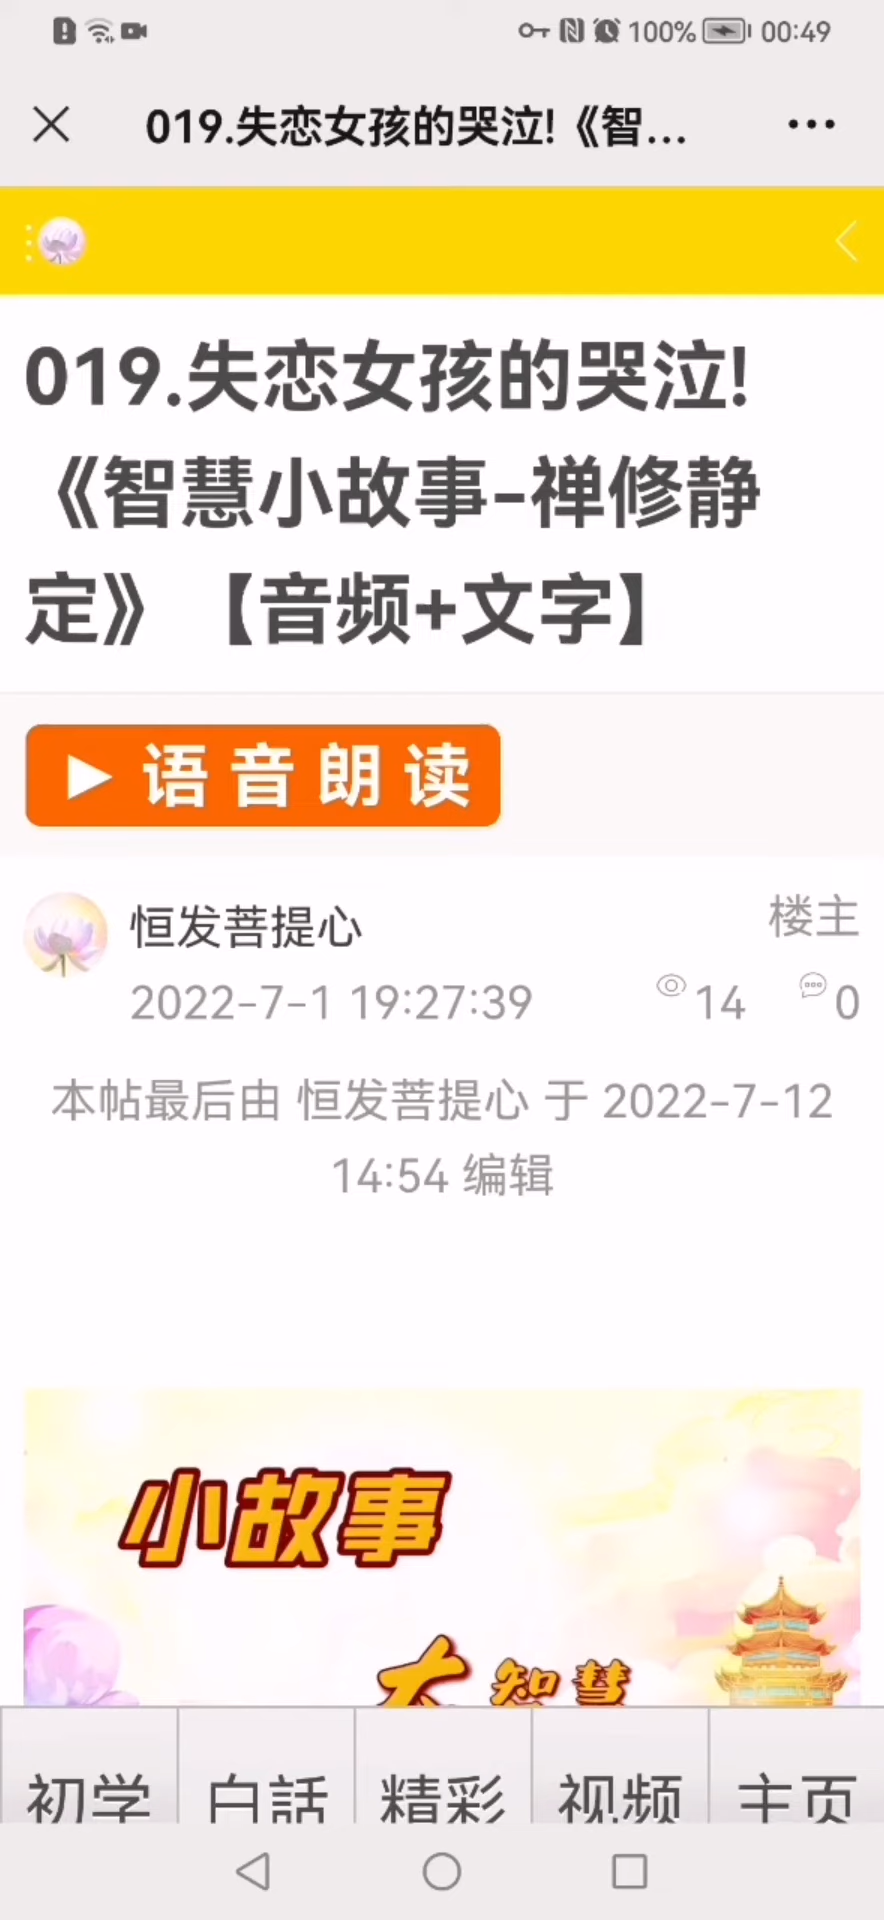 100% 00:49
019.失恋女孩的哭泣!《智...
019.失恋女孩的哭泣!
《智慧小故事-禅修静
定》【音频+文字】
语音朗读
恒发菩提心
楼主
2022-7-1 19:27:39 14 0
本帖最后由 恒发菩提心 于 2022-7-12
14:54 编辑
小故事
大智慧
初学 白話 精彩 视频 主页